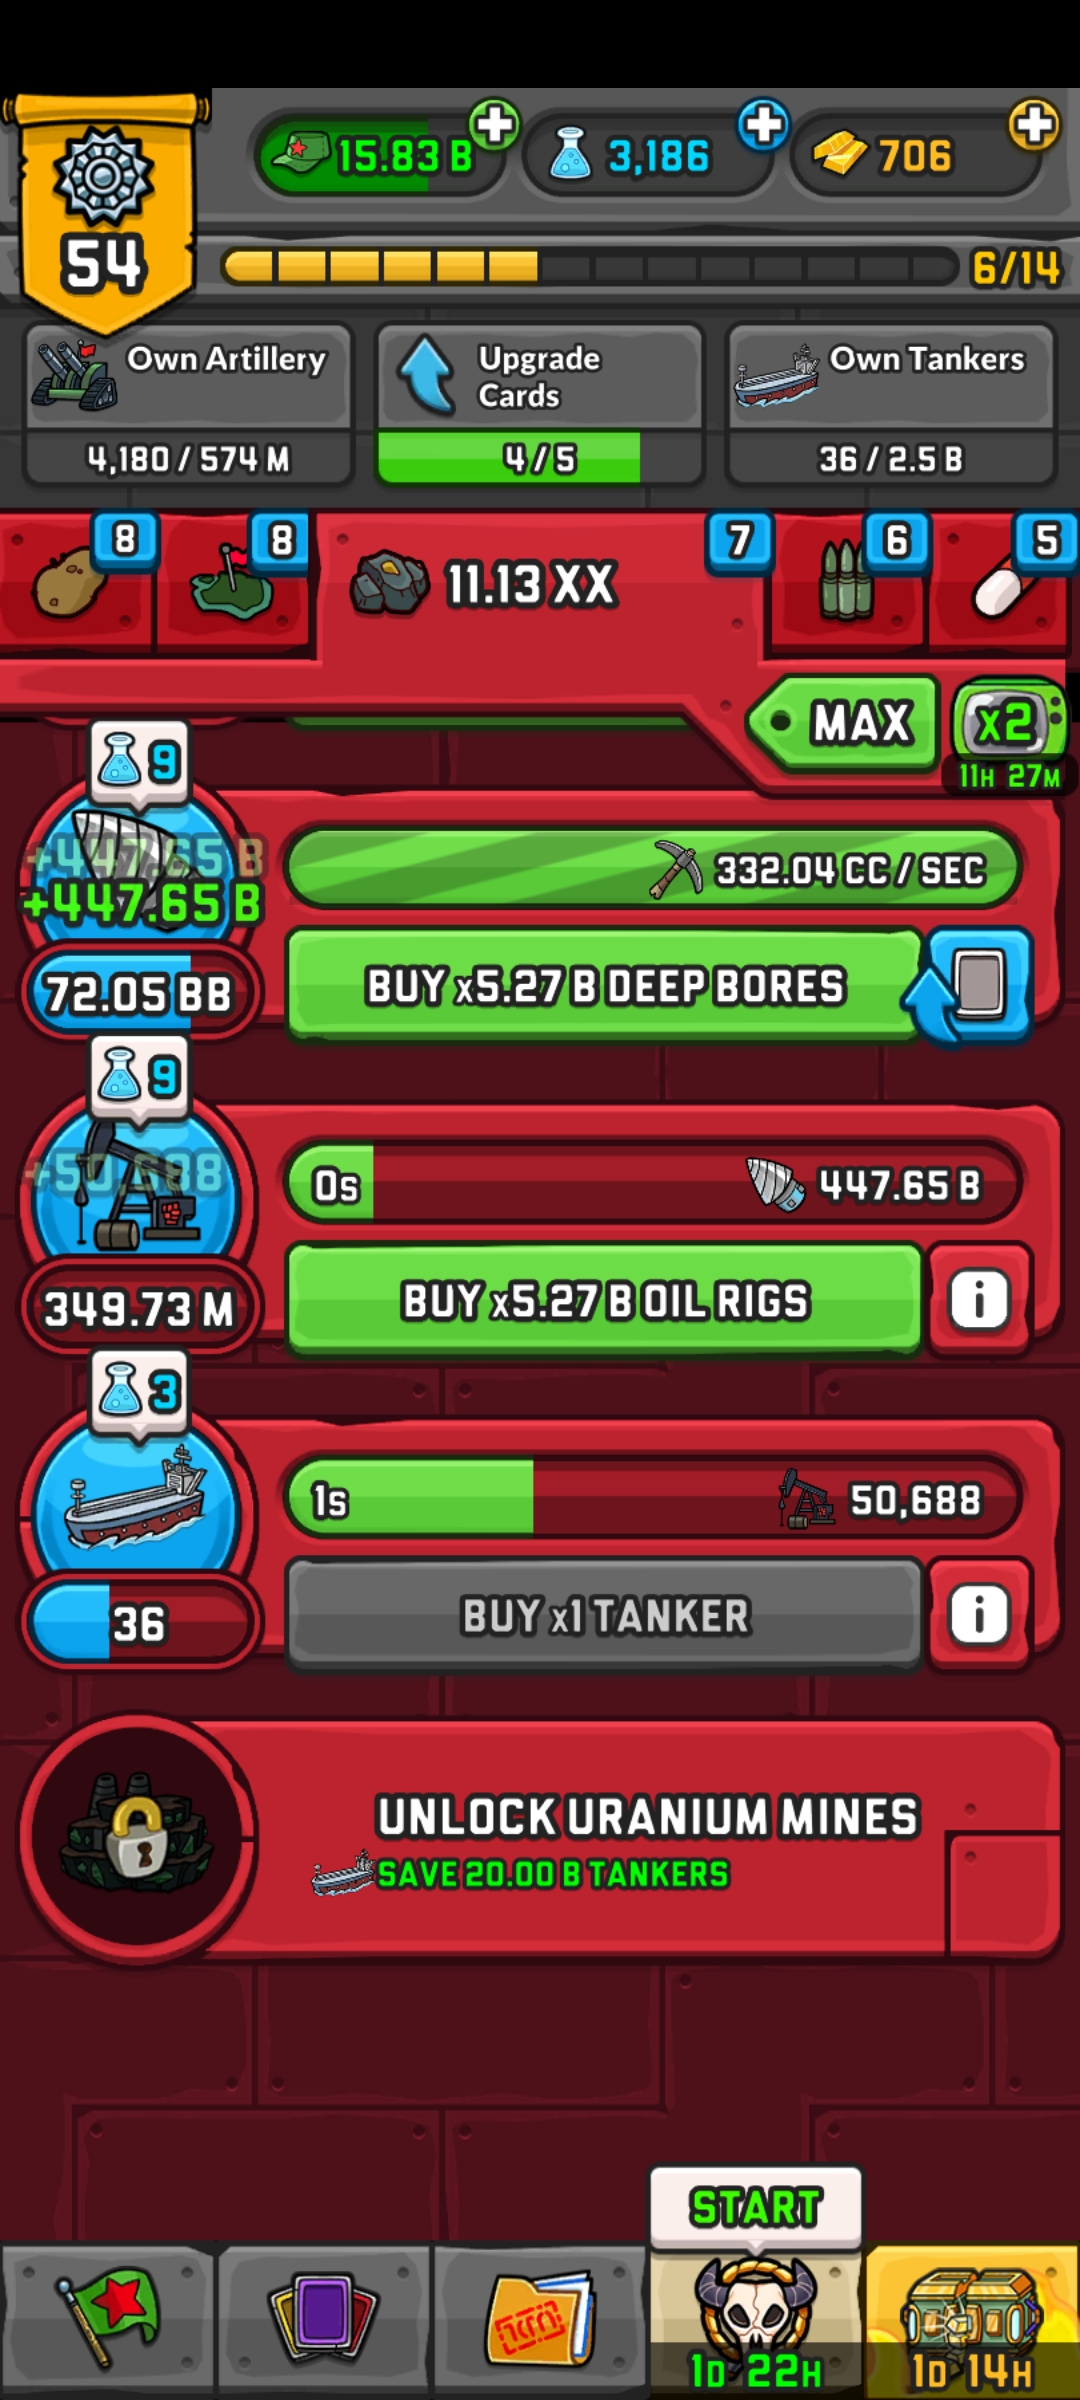 54
15.83 B
3,186
706
6/14
Own Artillery
4,180 / 574 M
Upgrade
Cards
4 / 5
Own Tankers
36 / 2.5 B
8
8
11.13 XX
7
6
5
MAX
x2
11H 27M
9
+447.65 B
+447.65 B
332.04 CC / SEC
72.05 BB
BUY x5.27 B DEEP BORES
9
+50,688
0s
447.65 B
349.73 M
BUY x5.27 B OIL RIGS
i
3
1s
50,688
36
BUY x1 TANKER
i
UNLOCK URANIUM MINES
SAVE 20.00 B TANKERS
START
1D 22H
1D 14H